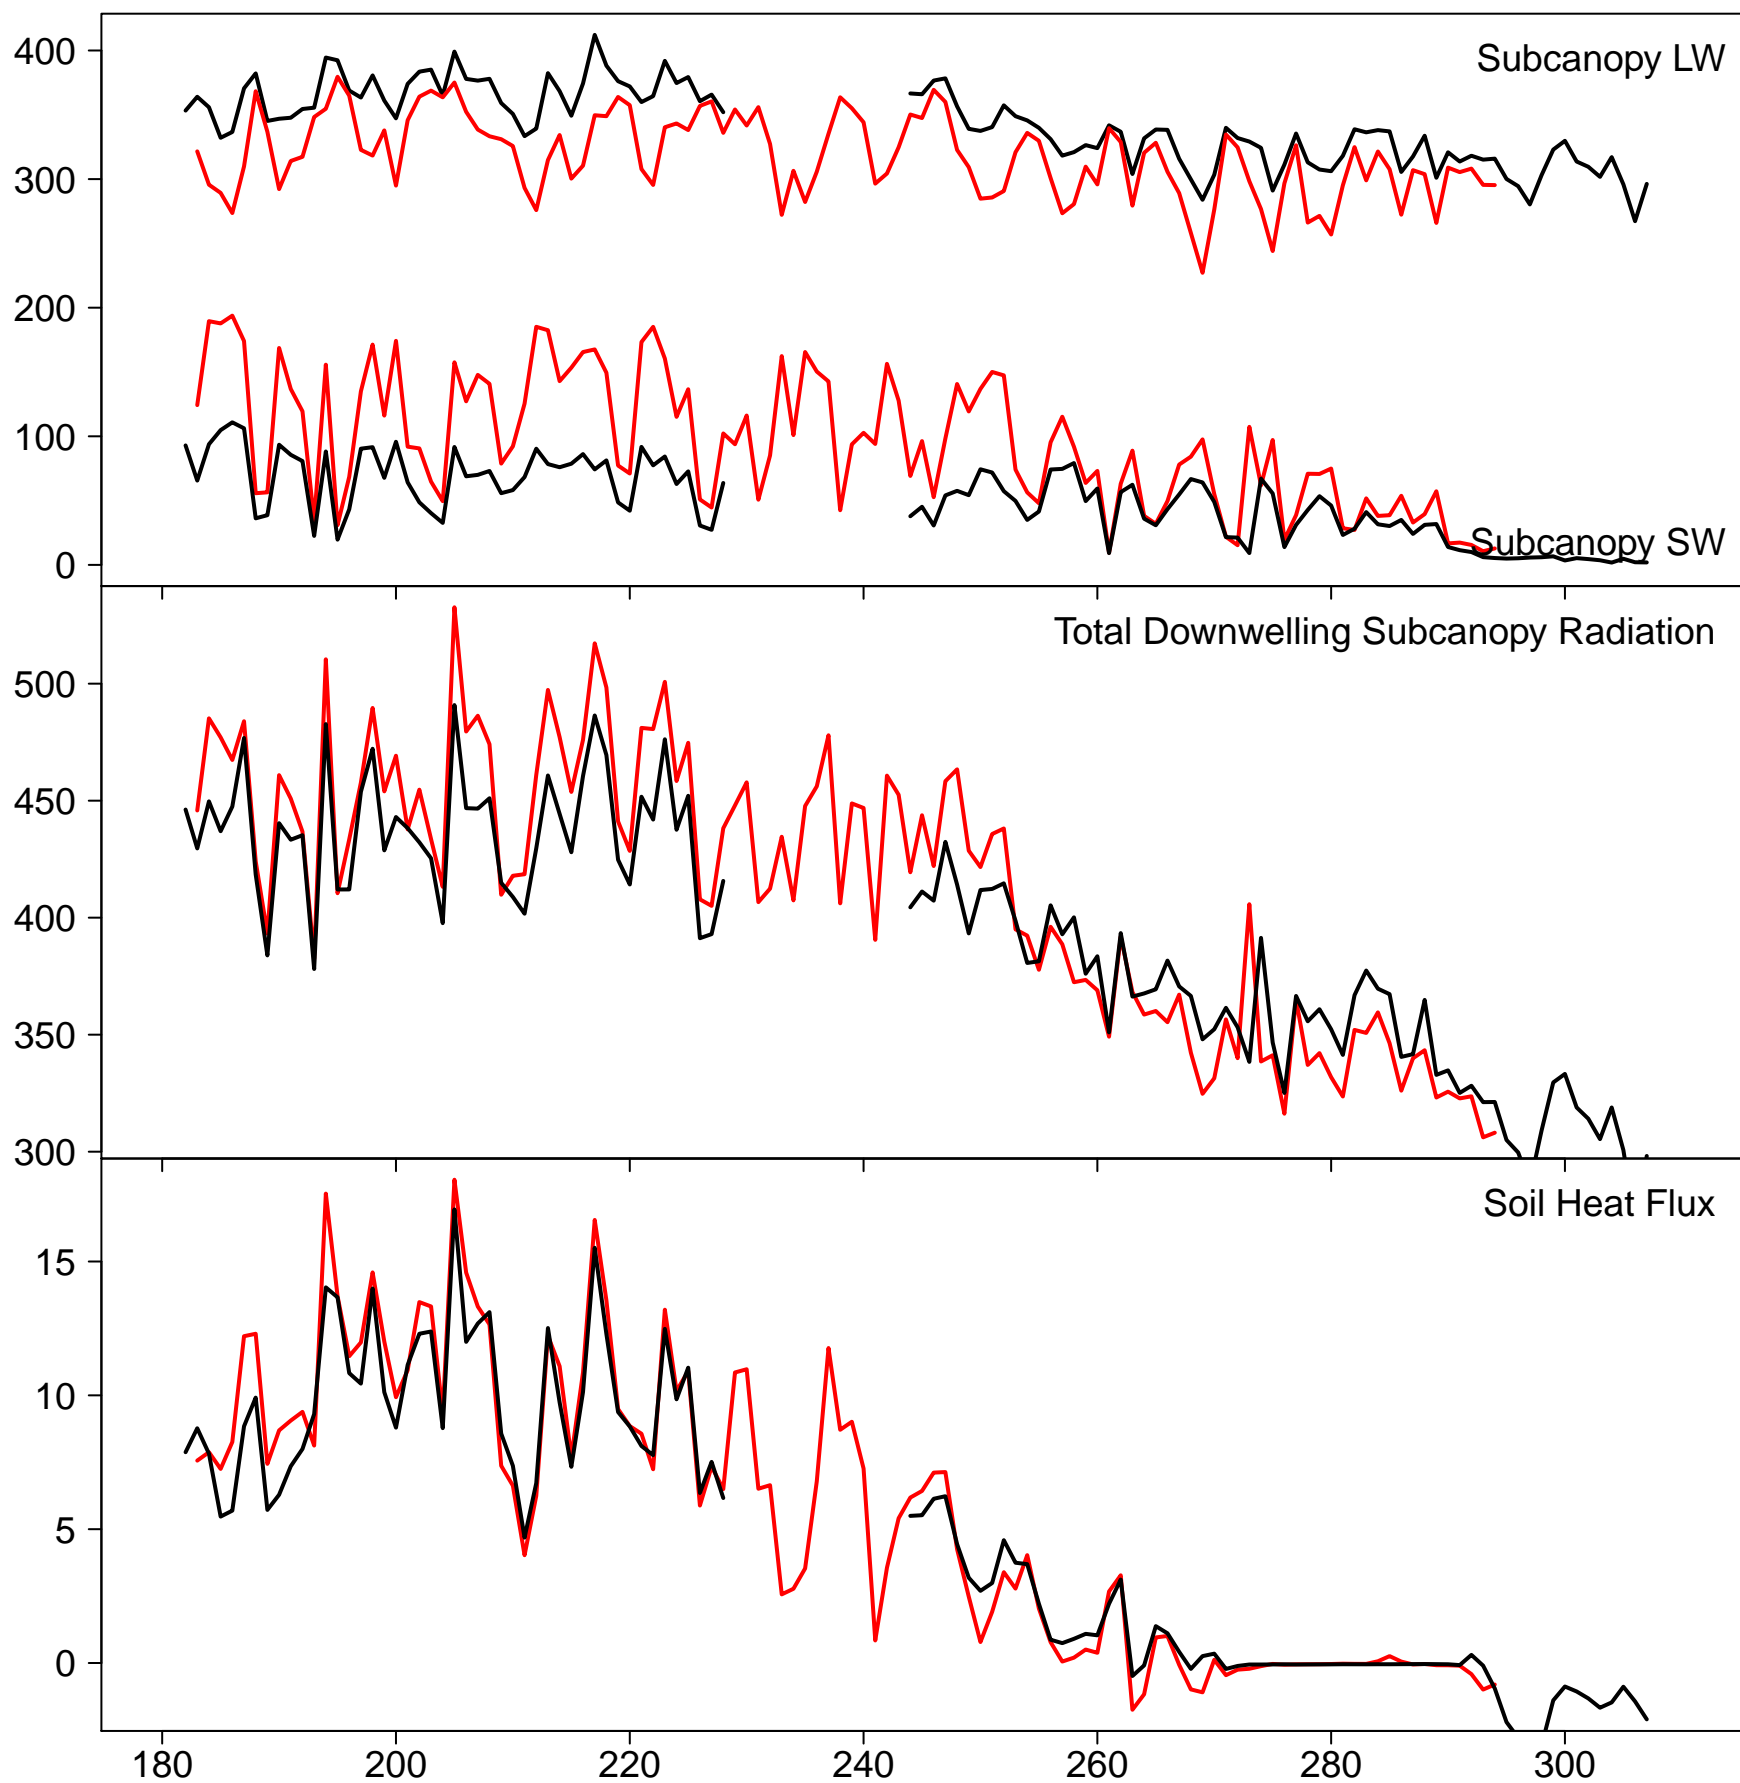 400
Subcanopy LW
300
200
100
Subcanopy SW
0
Total Downwelling Subcanopy Radiation
500
450
400
350
300
Soil Heat Flux
15
10
5
0
180 200 220 240 260 280 300